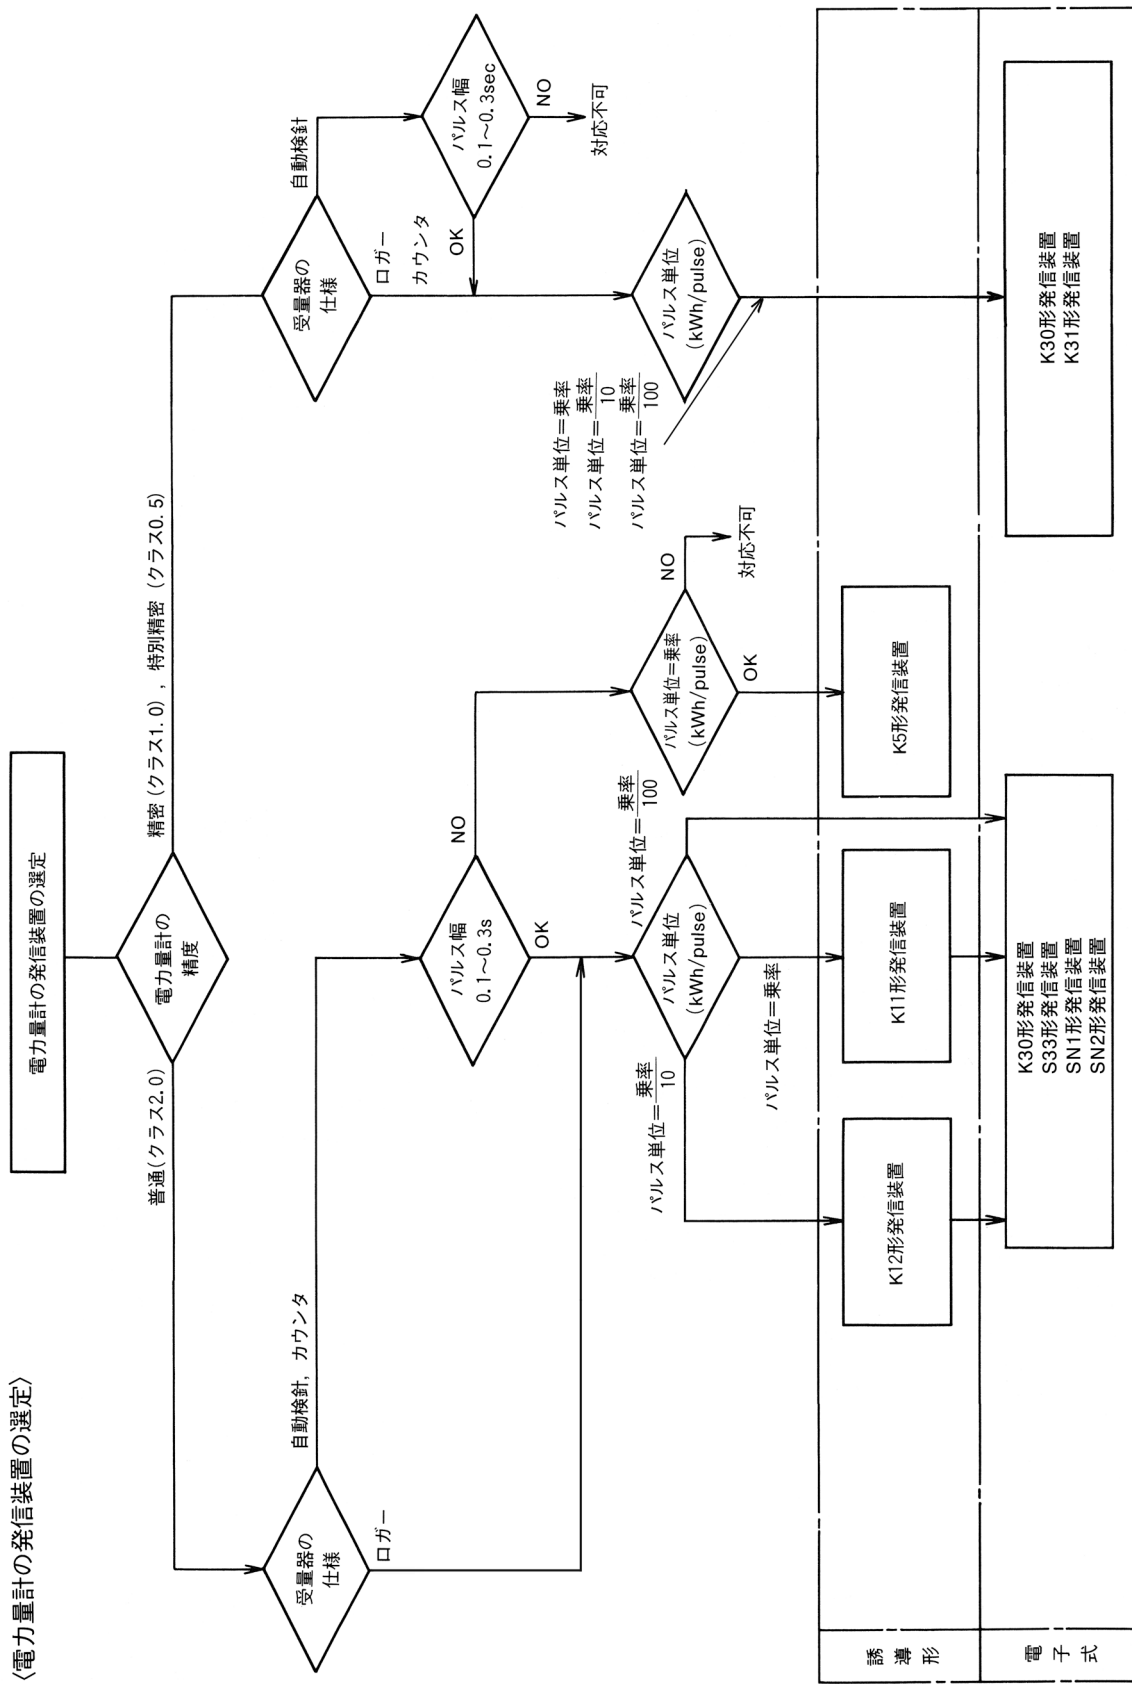 〈電力量計の発信装置の選定〉
電力量計の発信装置の選定
電力量計の
精度
普通(クラス2.0)
精密(クラス1.0),特別精密(クラス0.5)
受量器の
仕様
自動検針,カウンタ
ロガー
パルス幅
0.1〜0.3s
NO
OK
パルス単位
(kWh/pulse)
パルス単位=乗率/10
パルス単位=乗率
パルス単位=乗率/100
パルス単位=乗率
(kWh/pulse)
NO
対応不可
OK
受量器の
仕様
自動検針
ロガー
カウンタ
パルス幅
0.1〜0.3sec
OK
NO
対応不可
パルス単位
(kWh/pulse)
パルス単位=乗率
パルス単位=乗率/10
パルス単位=乗率/100
誘導形
K12形発信装置
K11形発信装置
K5形発信装置
電子式
K30形発信装置
S33形発信装置
SN1形発信装置
SN2形発信装置
K30形発信装置
K31形発信装置